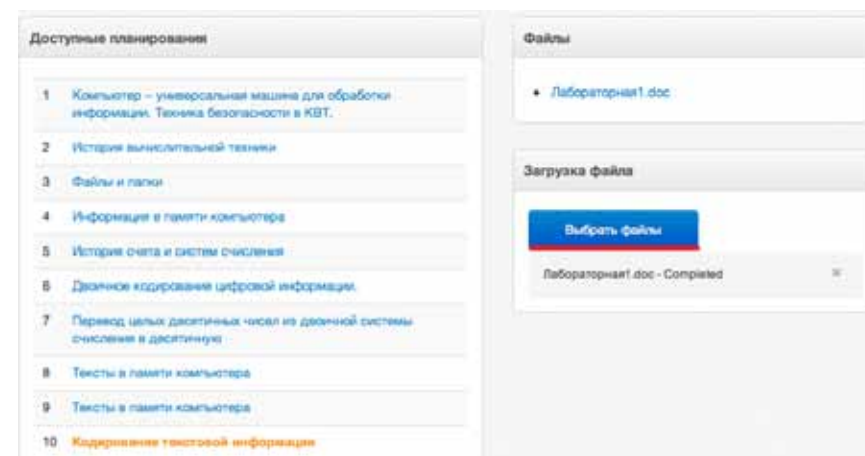 Доступные планирования
1 Компьютер – универсальная машина для обработки
информации. Техника безопасности в КВТ.
2 История вычислительной техники
3 Файлы и папки
4 Информация в памяти компьютера
5 История счета и систем счисления
6 Двоичное кодирование цифровой информации.
7 Перевод целых десятичных чисел из двоичной системы
счисления в десятичную
8 Тексты в памяти компьютера
9 Тексты в памяти компьютера
10 Кодирование текстовой информации
Файлы
• Лабораторная1.doc
Загрузка файла
Выбрать файлы
Лабораторная1.doc - Completed